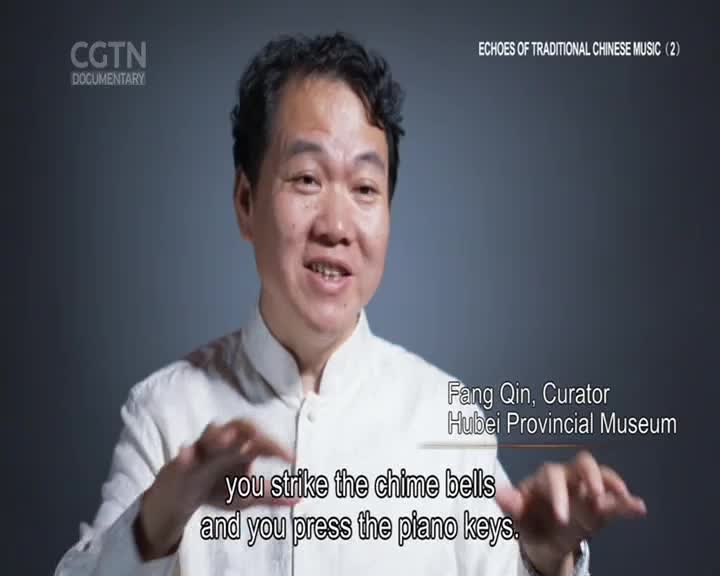 CGTN
DOCUMENTARY
ECHOES OF TRADITIONAL CHINESE MUSIC（2）
Fang Qin, Curator
Hubei Provincial Museum
you strike the chime bells
and you press the piano keys.